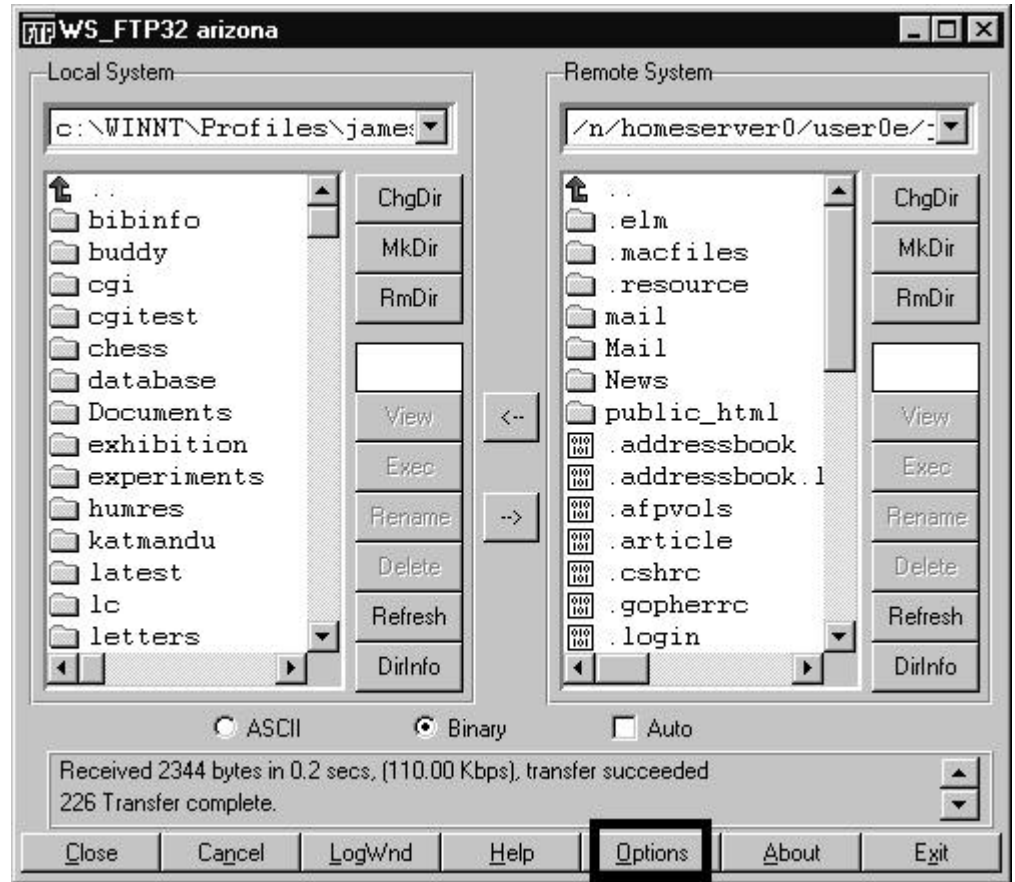 WS_FTP32 arizona
Local System
c:\WINNT\Profiles\james
..
bibinfo
buddy
cgi
cgitest
chess
database
Documents
exhibition
experiments
humres
katmandu
latest
lc
letters
ChgDir
MkDir
RmDir
View
Exec
Rename
Delete
Refresh
DirInfo
<--
-->
Remote System
/n/homeserver0/user0e/
..
.elm
.macfiles
.resource
mail
Mail
News
public_html
.addressbook
.addressbook.l
.afpvols
.article
.cshrc
.gopherrc
.login
ChgDir
MkDir
RmDir
View
Exec
Rename
Delete
Refresh
DirInfo
ASCII Binary Auto
Received 2344 bytes in 0.2 secs, (110.00 Kbps), transfer succeeded
226 Transfer complete.
Close Cancel LogWnd Help Options About Exit